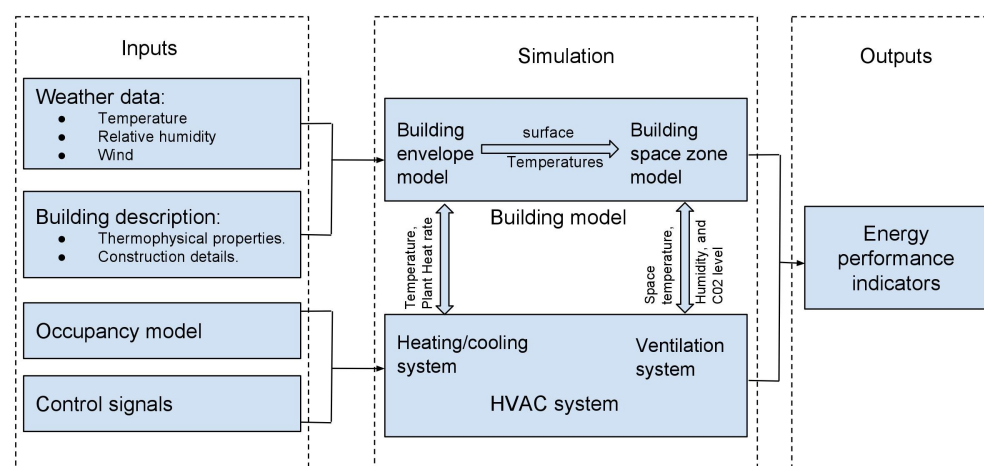 Inputs
Weather data:
● Temperature
● Relative humidity
● Wind
Building description:
● Thermophysical properties.
● Construction details.
Occupancy model
Control signals
Simulation
Building
envelope
model
surface
Temperatures
Building
space zone
model
Building model
Temperature,
Plant Heat rate
Space
temperature,
Humidity, and
C02 level
Heating/cooling
system
Ventilation
system
HVAC system
Outputs
Energy
performance
indicators